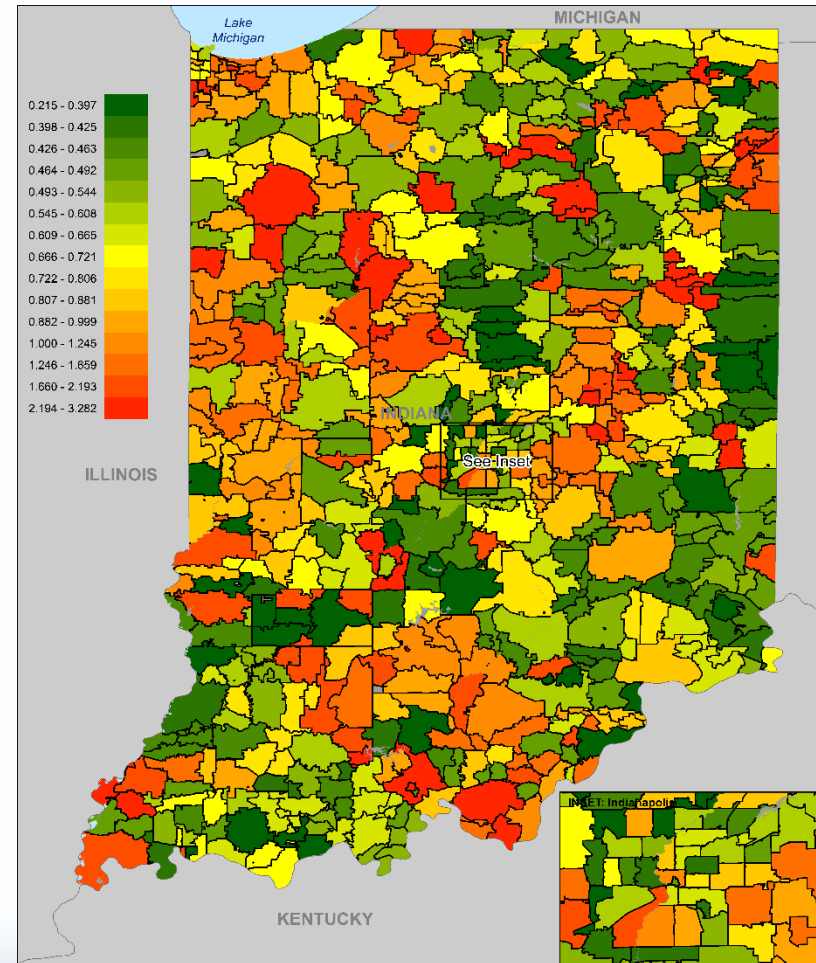 MICHIGAN
Lake
Michigan
0.215 - 0.397
0.398 - 0.425
0.426 - 0.463
0.464 - 0.492
0.493 - 0.544
0.545 - 0.608
0.609 - 0.665
0.666 - 0.721
0.722 - 0.806
0.807 - 0.881
0.882 - 0.999
1.000 - 1.245
1.246 - 1.659
1.660 - 2.193
2.194 - 3.282
INDIANA
See Inset
ILLINOIS
INSET: Indianapolis
KENTUCKY